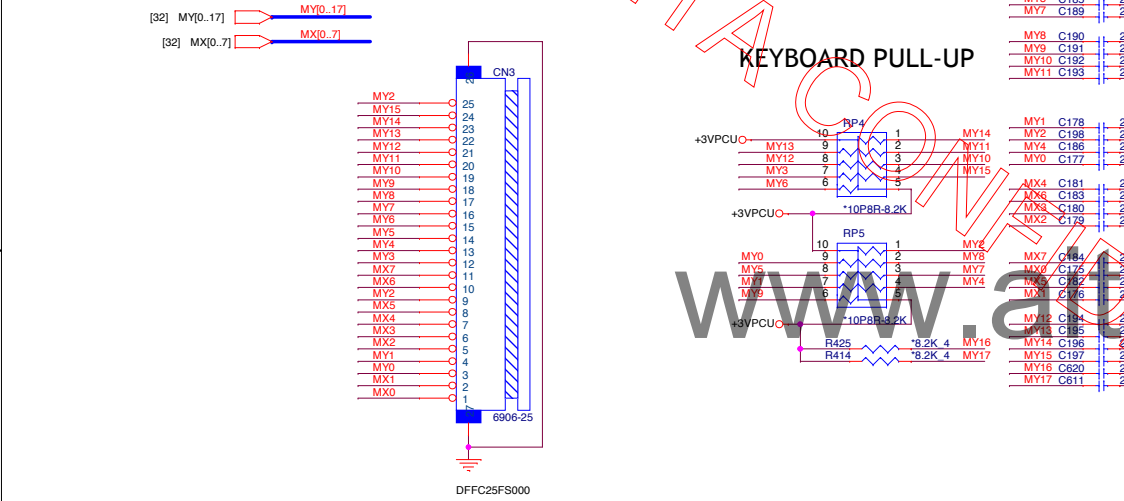 [32] MY[0..17]
MY[0..17]
[32] MX[0..7]
MX[0..7]
CN3
MY2 25
MY15 24
MY14 23
MY13 22
MY12 21
MY11 20
MY10 19
MY9 18
MY8 17
MY7 16
MY6 15
MY5 14
MY4 13
MY3 12
MX7 11
MX6 10
MY2 9
MX5 8
MX4 7
MX3 6
MX2 5
MY1 4
MY0 3
MX1 2
MX0 1
6906-25
DFFC25FS000
KEYBOARD PULL-UP
RP4
+3VPCU 10 1 MY14
MY13 9 2 MY11
MY12 8 3 MY10
MY3 7 4 MY15
MY6 6 5
*10P8R-8.2K
+3VPCU
RP5
10 1 MY2
MY0 9 2 MY8
MY5 8 3 MY7
MY1 7 4 MY4
MY9 6 5
*10P8R-8.2K
+3VPCU
R425 *8.2K_4 MY16
R414 *8.2K_4 MY17
MY7 C189
MY8 C190
MY9 C191
MY10 C192
MY11 C193
MY1 C178
MY2 C198
MY4 C186
MY0 C177
MX4 C181
MX6 C183
MX3 C180
MX2 C179
MX7 C184
MX0 C175
MX5 C182
MX1 C176
MY12 C194
MY13 C195
MY14 C196
MY15 C197
MY16 C620
MY17 C611